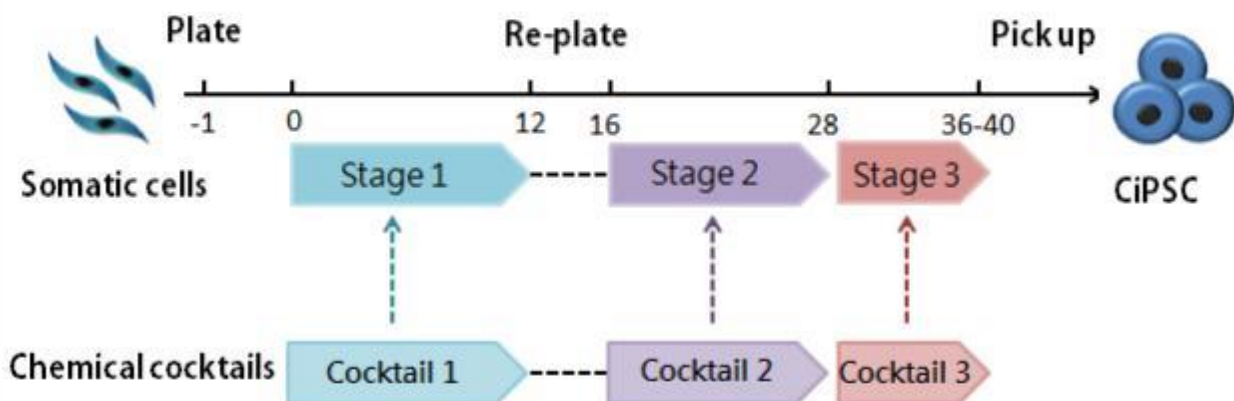 Plate Re-plate Pick up
-1 0 12 16 28 36-40
Stage 1 Stage 2 Stage 3
Somatic cells CiPSC
Chemical cocktails Cocktail 1 Cocktail 2 Cocktail 3